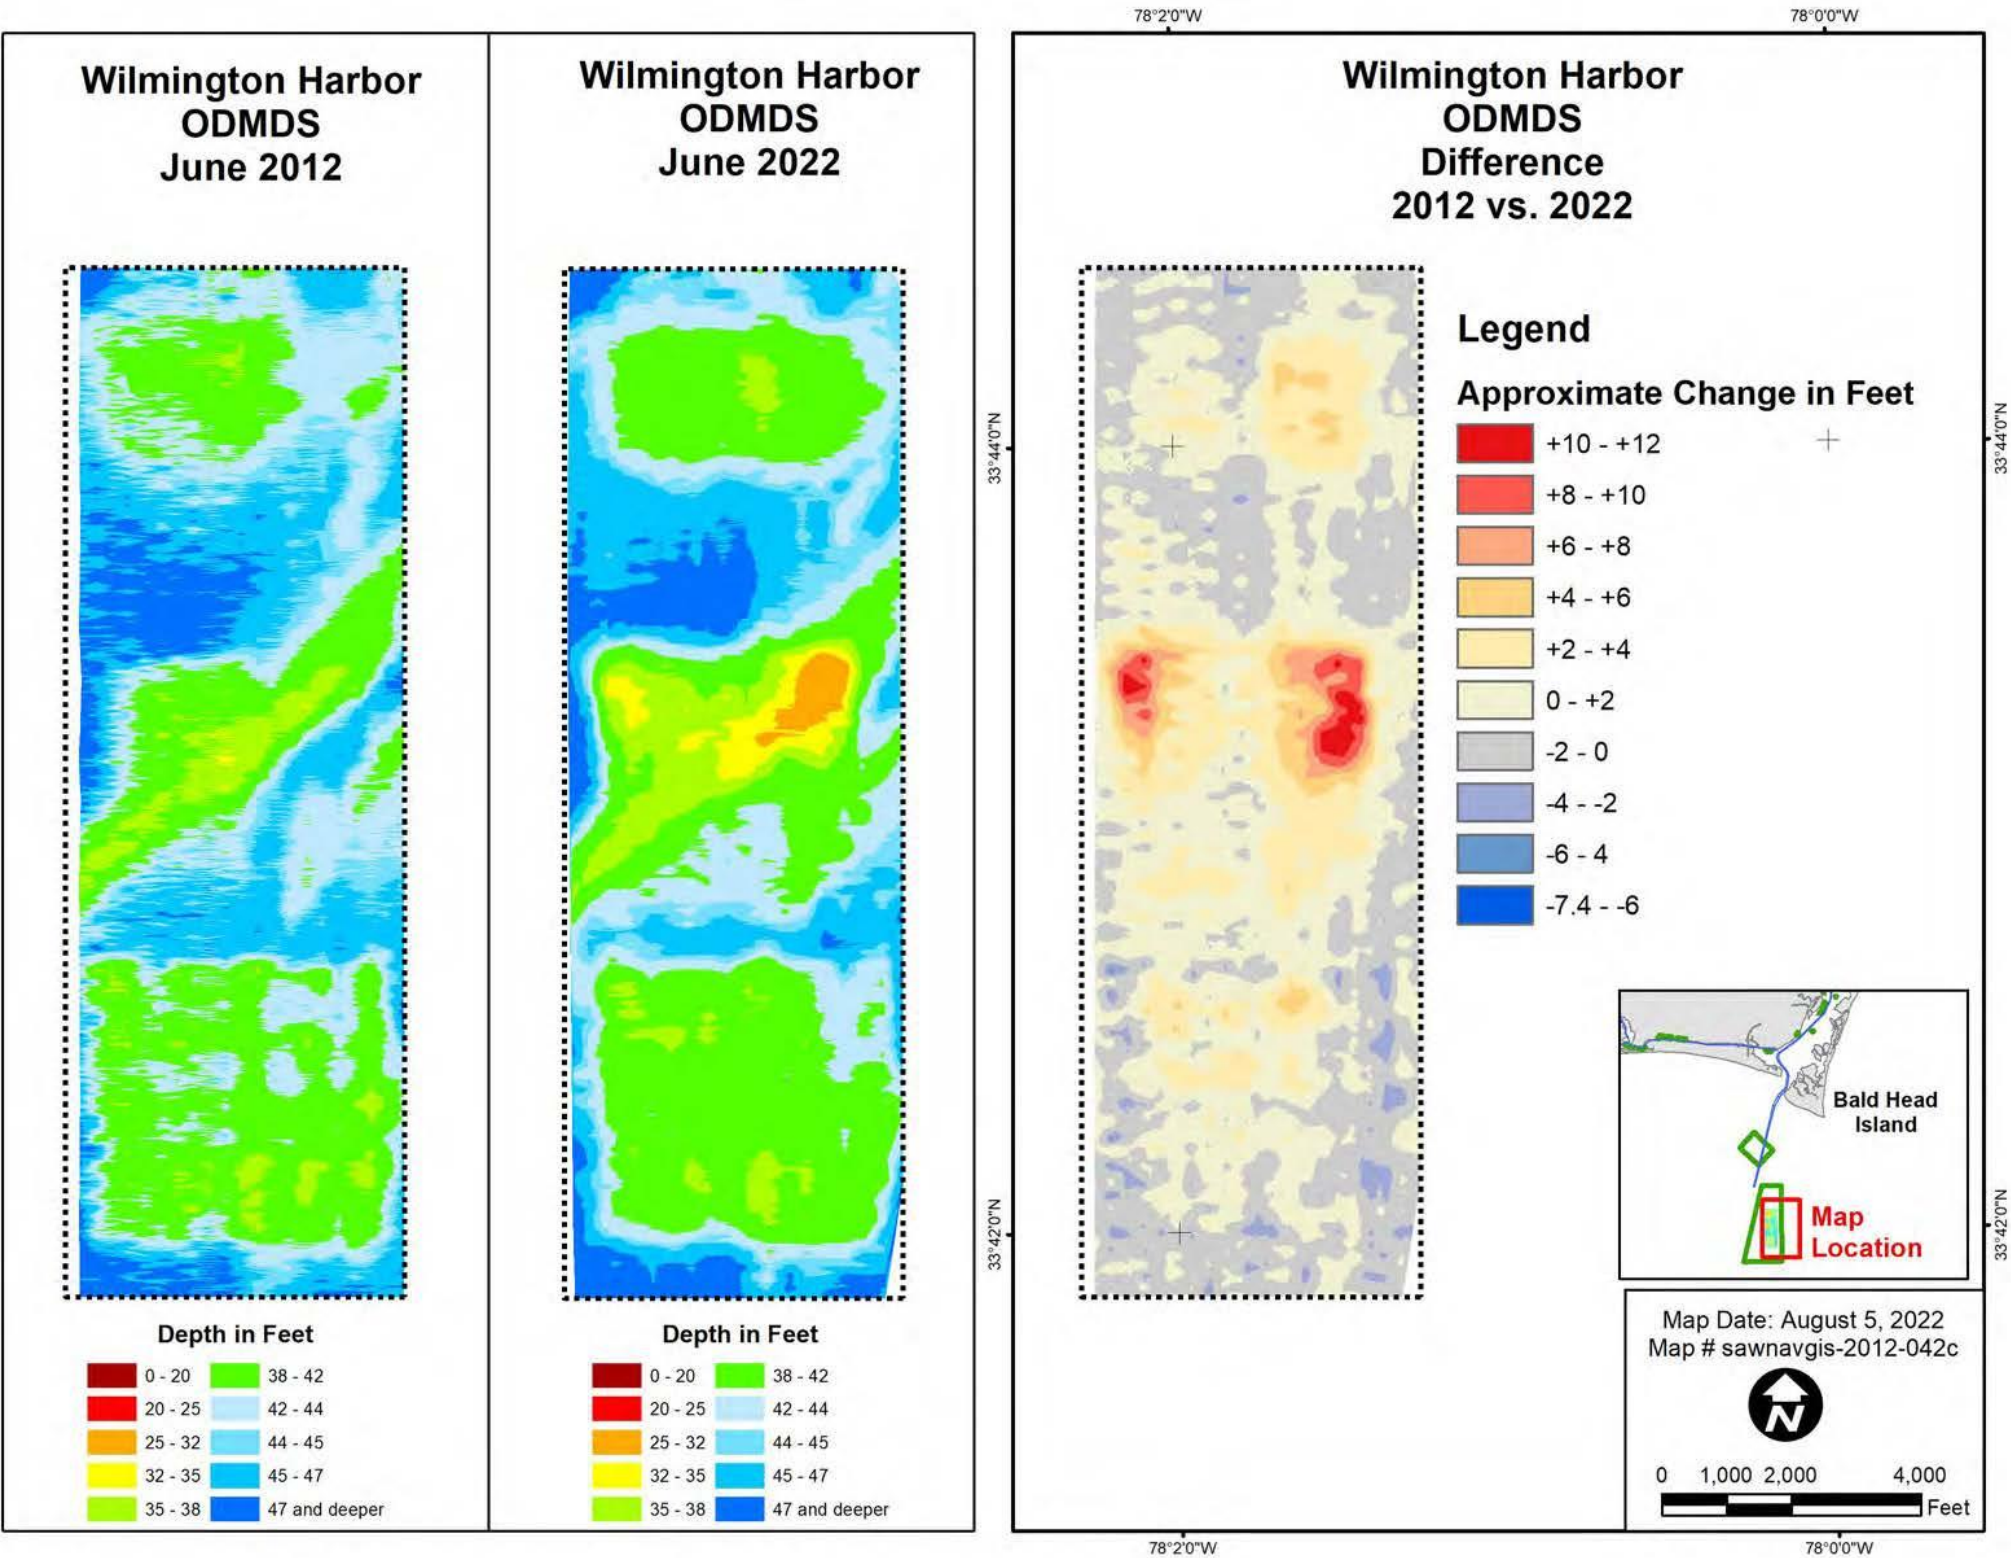 78°2'0"W
78°0'0"W
Wilmington Harbor
ODMDS
June 2012
Wilmington Harbor
ODMDS
June 2022
Wilmington Harbor
ODMDS
Difference
2012 vs. 2022
Depth in Feet
0 - 20
20 - 25
25 - 32
32 - 35
35 - 38
38 - 42
42 - 44
44 - 45
45 - 47
47 and deeper
Depth in Feet
0 - 20
20 - 25
25 - 32
32 - 35
35 - 38
38 - 42
42 - 44
44 - 45
45 - 47
47 and deeper
33°44'0"N
33°42'0"N
Legend
Approximate Change in Feet
+10 - +12
+8 - +10
+6 - +8
+4 - +6
+2 - +4
0 - +2
-2 - 0
-4 - -2
-6 - 4
-7.4 - -6
33°44'0"N
33°42'0"N
Bald Head
Island
Map
Location
Map Date: August 5, 2022
Map # sawnavgis-2012-042c
N
0 1,000 2,000 4,000
Feet
78°2'0"W
78°0'0"W